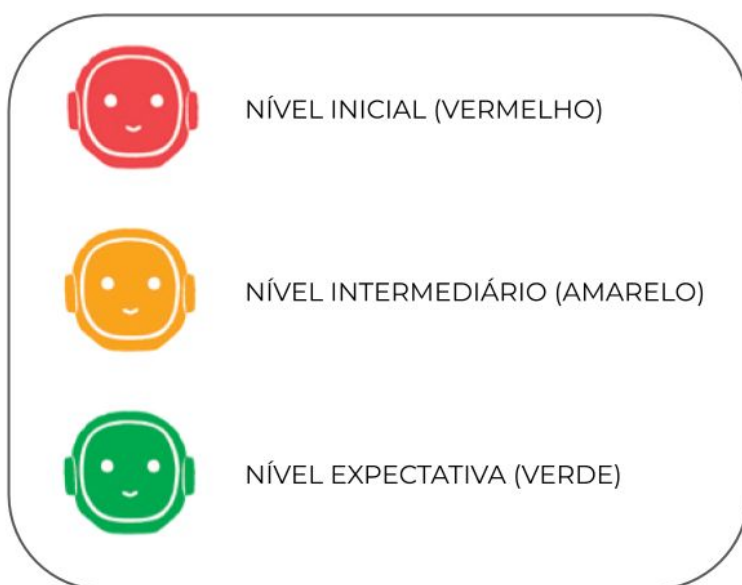 NÍVEL INICIAL (VERMELHO)
NÍVEL INTERMEDIÁRIO (AMARELO)
NÍVEL EXPECTATIVA (VERDE)